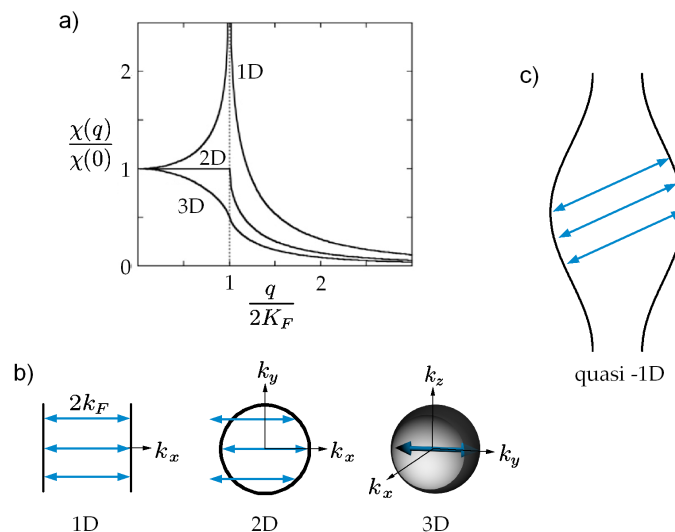 a)
2
1
0
χ(q)
χ(0)
1D
2D
3D
1
2
q
2K_F
c)
quasi -1D
b)
2k_F
k_x
1D
k_y
k_x
2D
k_z
k_y
k_x
3D